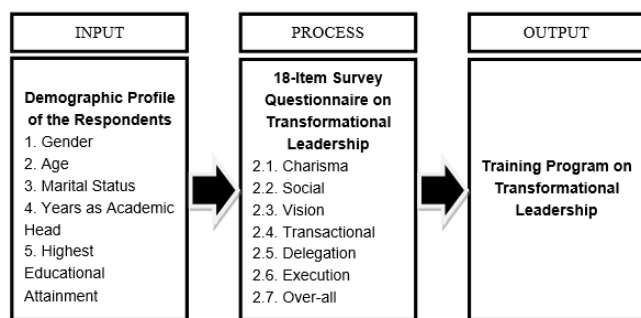 INPUT
PROCESS
OUTPUT
Demographic Profile
of the Respondents
1. Gender
2. Age
3. Marital Status
4. Years as Academic
Head
5. Highest
Educational
Attainment
18-Item Survey
Questionnaire on
Transformational
Leadership
2.1. Charisma
2.2. Social
2.3. Vision
2.4. Transactional
2.5. Delegation
2.6. Execution
2.7. Over-all
Training Program on
Transformational
Leadership